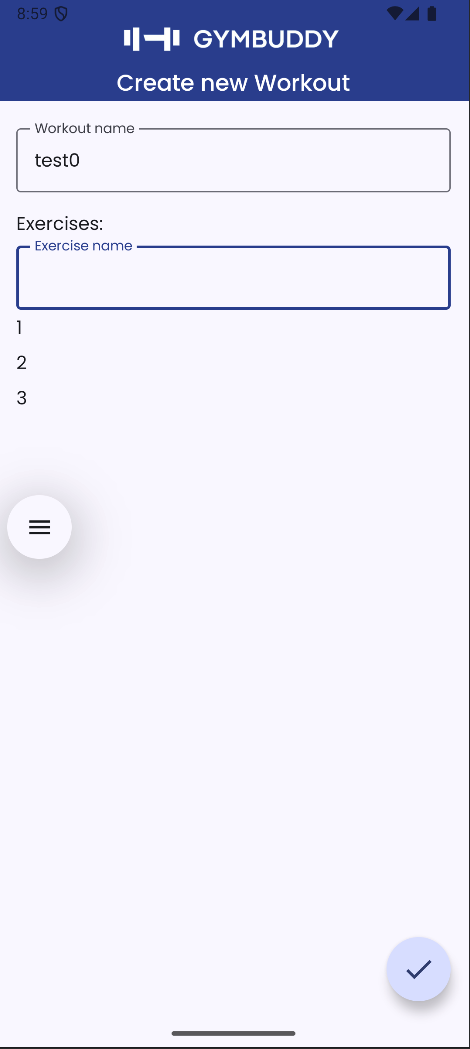 8:59
GYMBUDDY
Create new Workout
Workout name
test0
Exercises:
Exercise name
1
2
3